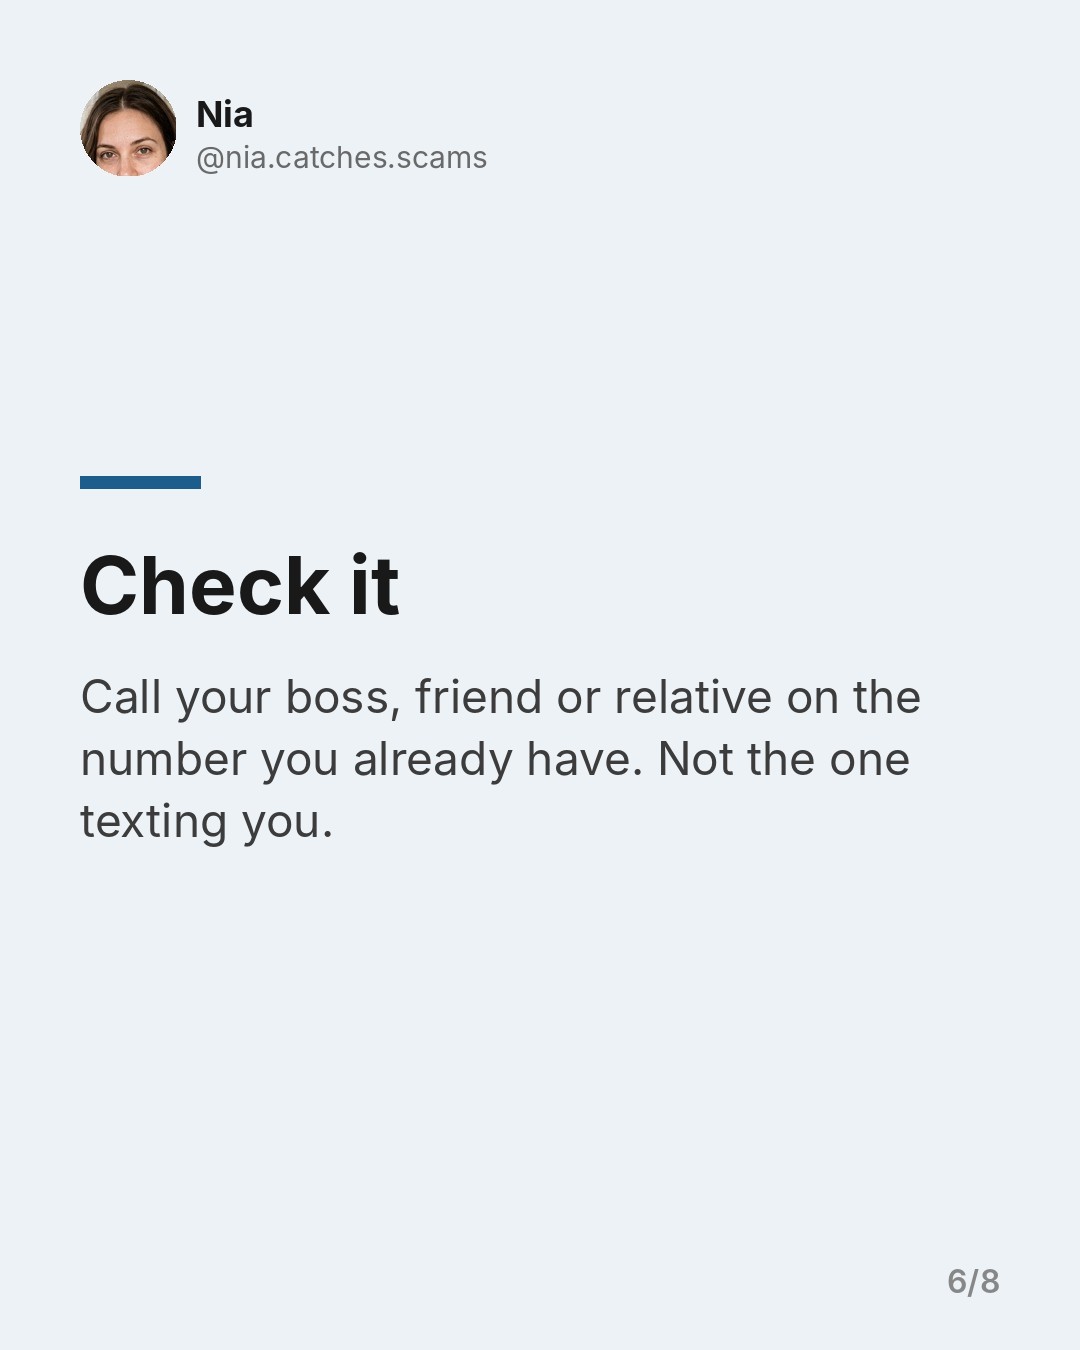 Nia
@nia.catches.scams
Check it
Call your boss, friend or relative on the
number you already have. Not the one
texting you.
6/8